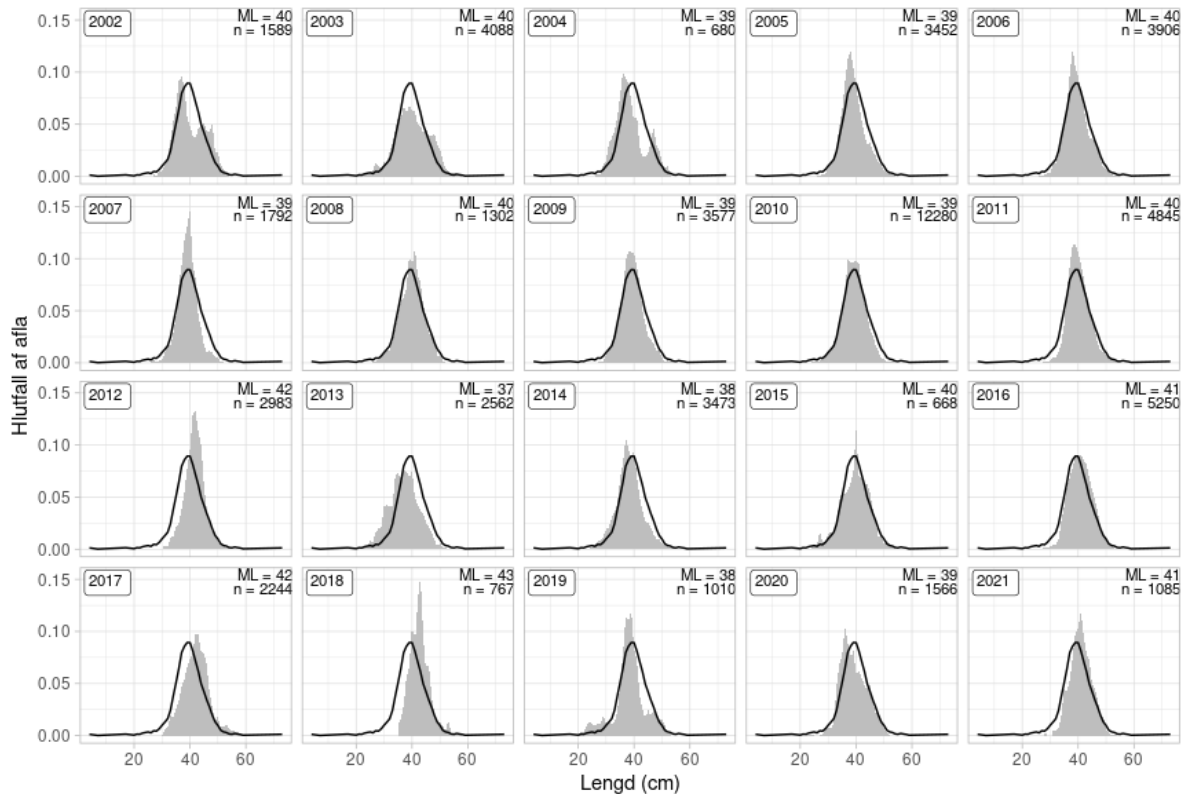 0.15
0.10
0.05
0.00
2002
ML = 40
n = 1589
2003
ML = 40
n = 4088
2004
ML = 39
n = 680
2005
ML = 39
n = 3452
2006
ML = 40
n = 3906
0.15
0.10
0.05
0.00
2007
ML = 39
n = 1792
2008
ML = 40
n = 1302
2009
ML = 39
n = 3577
2010
ML = 39
n = 12280
2011
ML = 40
n = 4845
Hlutfall af afla
0.15
0.10
0.05
0.00
2012
ML = 42
n = 2983
2013
ML = 37
n = 2562
2014
ML = 38
n = 3473
2015
ML = 40
n = 668
2016
ML = 41
n = 5250
0.15
0.10
0.05
0.00
2017
ML = 42
n = 2244
2018
ML = 43
n = 767
2019
ML = 38
n = 1010
2020
ML = 39
n = 1566
2021
ML = 41
n = 1085
20 40 60 20 40 60 20 40 60 20 40 60 20 40 60
Lengd (cm)